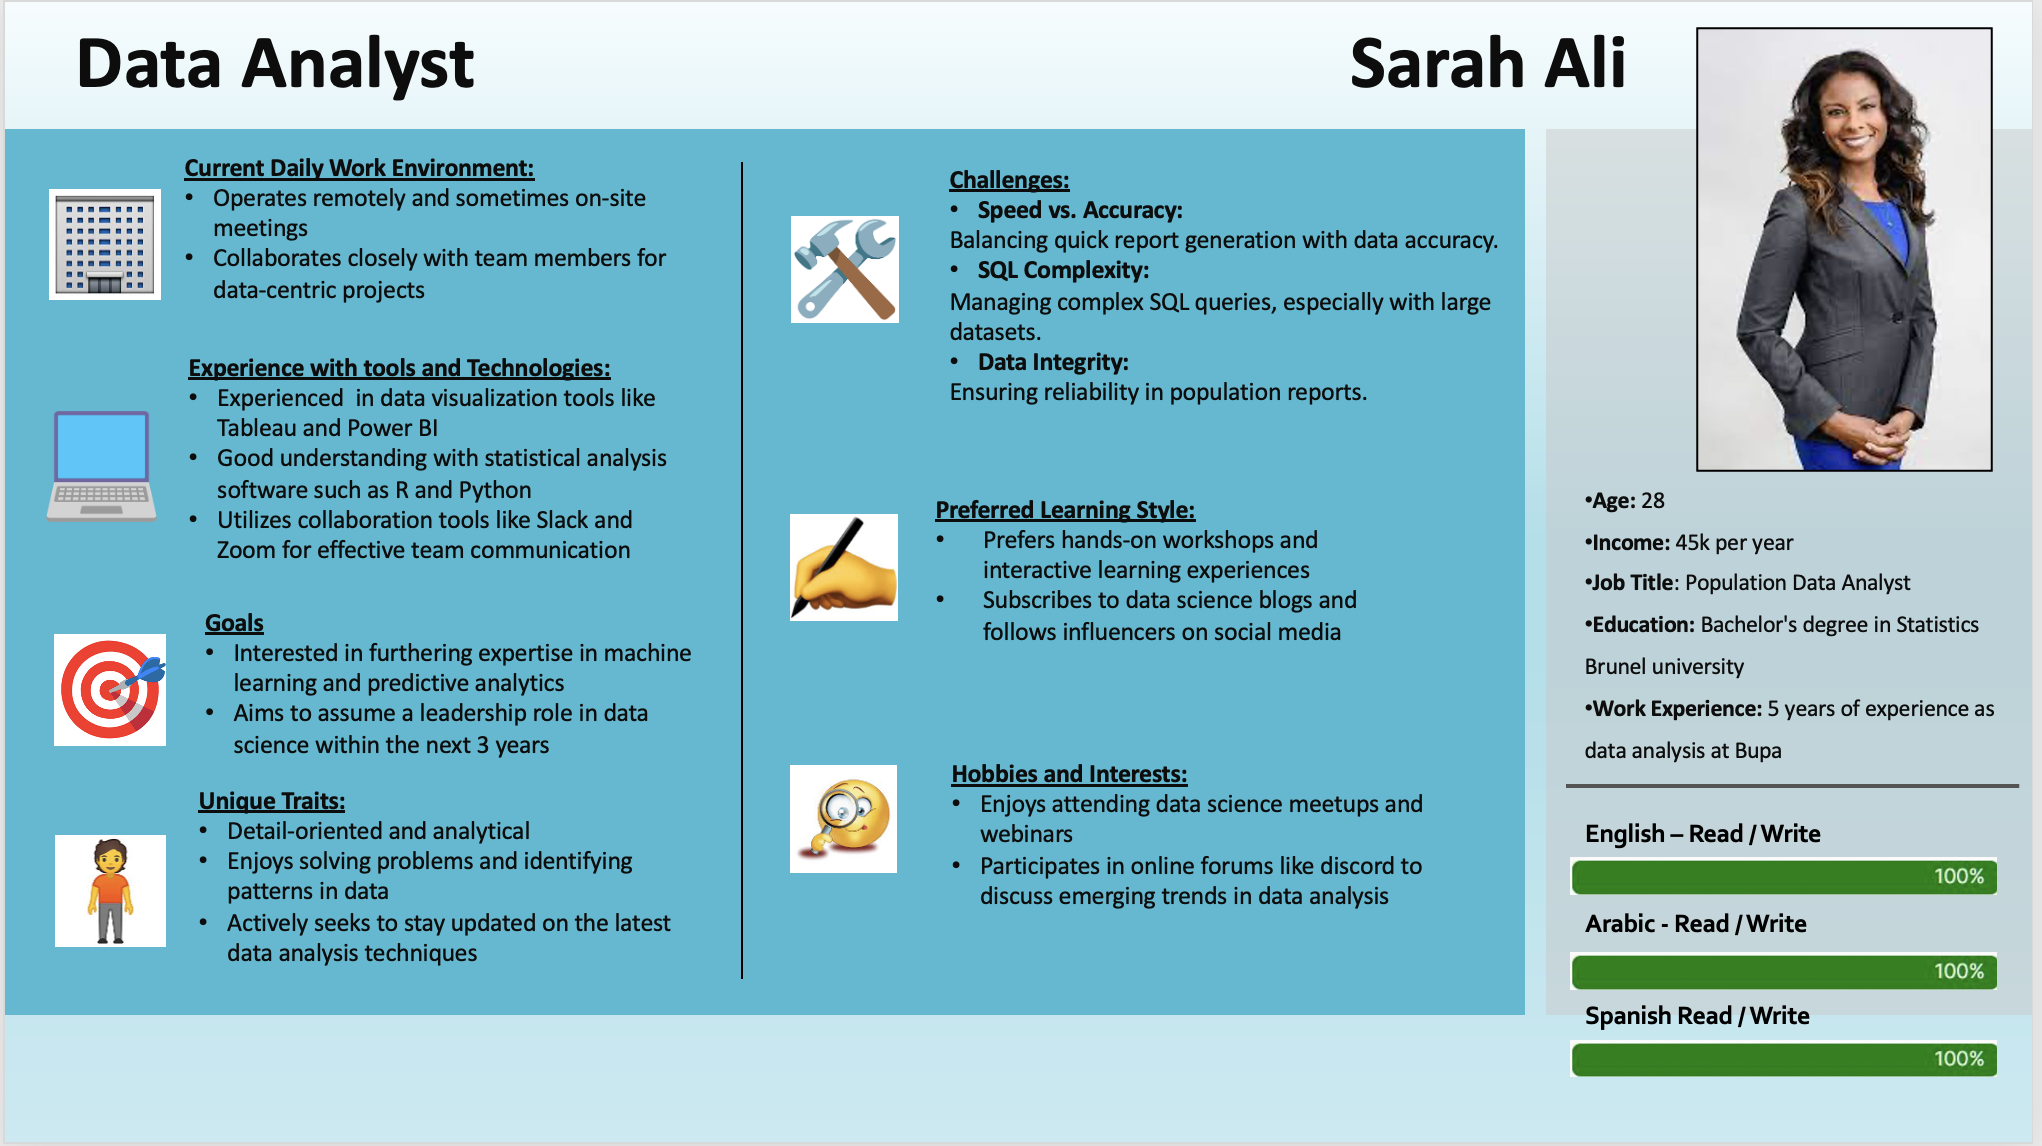 Data Analyst
Sarah Ali
Current Daily Work Environment:
• Operates remotely and sometimes on-site
meetings
• Collaborates closely with team members for
data-centric projects
Experience with tools and Technologies:
• Experienced  in data visualization tools like
Tableau and Power BI
• Good understanding with statistical analysis
software such as R and Python
• Utilizes collaboration tools like Slack and
Zoom for effective team communication
Goals
• Interested in furthering expertise in machine
learning and predictive analytics
• Aims to assume a leadership role in data
science within the next 3 years
Unique Traits:
• Detail-oriented and analytical
• Enjoys solving problems and identifying
patterns in data
• Actively seeks to stay updated on the latest
data analysis techniques
Challenges:
• Speed vs. Accuracy:
Balancing quick report generation with data accuracy.
• SQL Complexity:
Managing complex SQL queries, especially with large
datasets.
• Data Integrity:
Ensuring reliability in population reports.
Preferred Learning Style:
• Prefers hands-on workshops and
interactive learning experiences
• Subscribes to data science blogs and
follows influencers on social media
Hobbies and Interests:
• Enjoys attending data science meetups and
webinars
• Participates in online forums like discord to
discuss emerging trends in data analysis
•Age: 28
•Income: 45k per year
•Job Title: Population Data Analyst
•Education: Bachelor's degree in Statistics
Brunel university
•Work Experience: 5 years of experience as
data analysis at Bupa
English – Read / Write
100%
Arabic - Read / Write
100%
Spanish Read / Write
100%